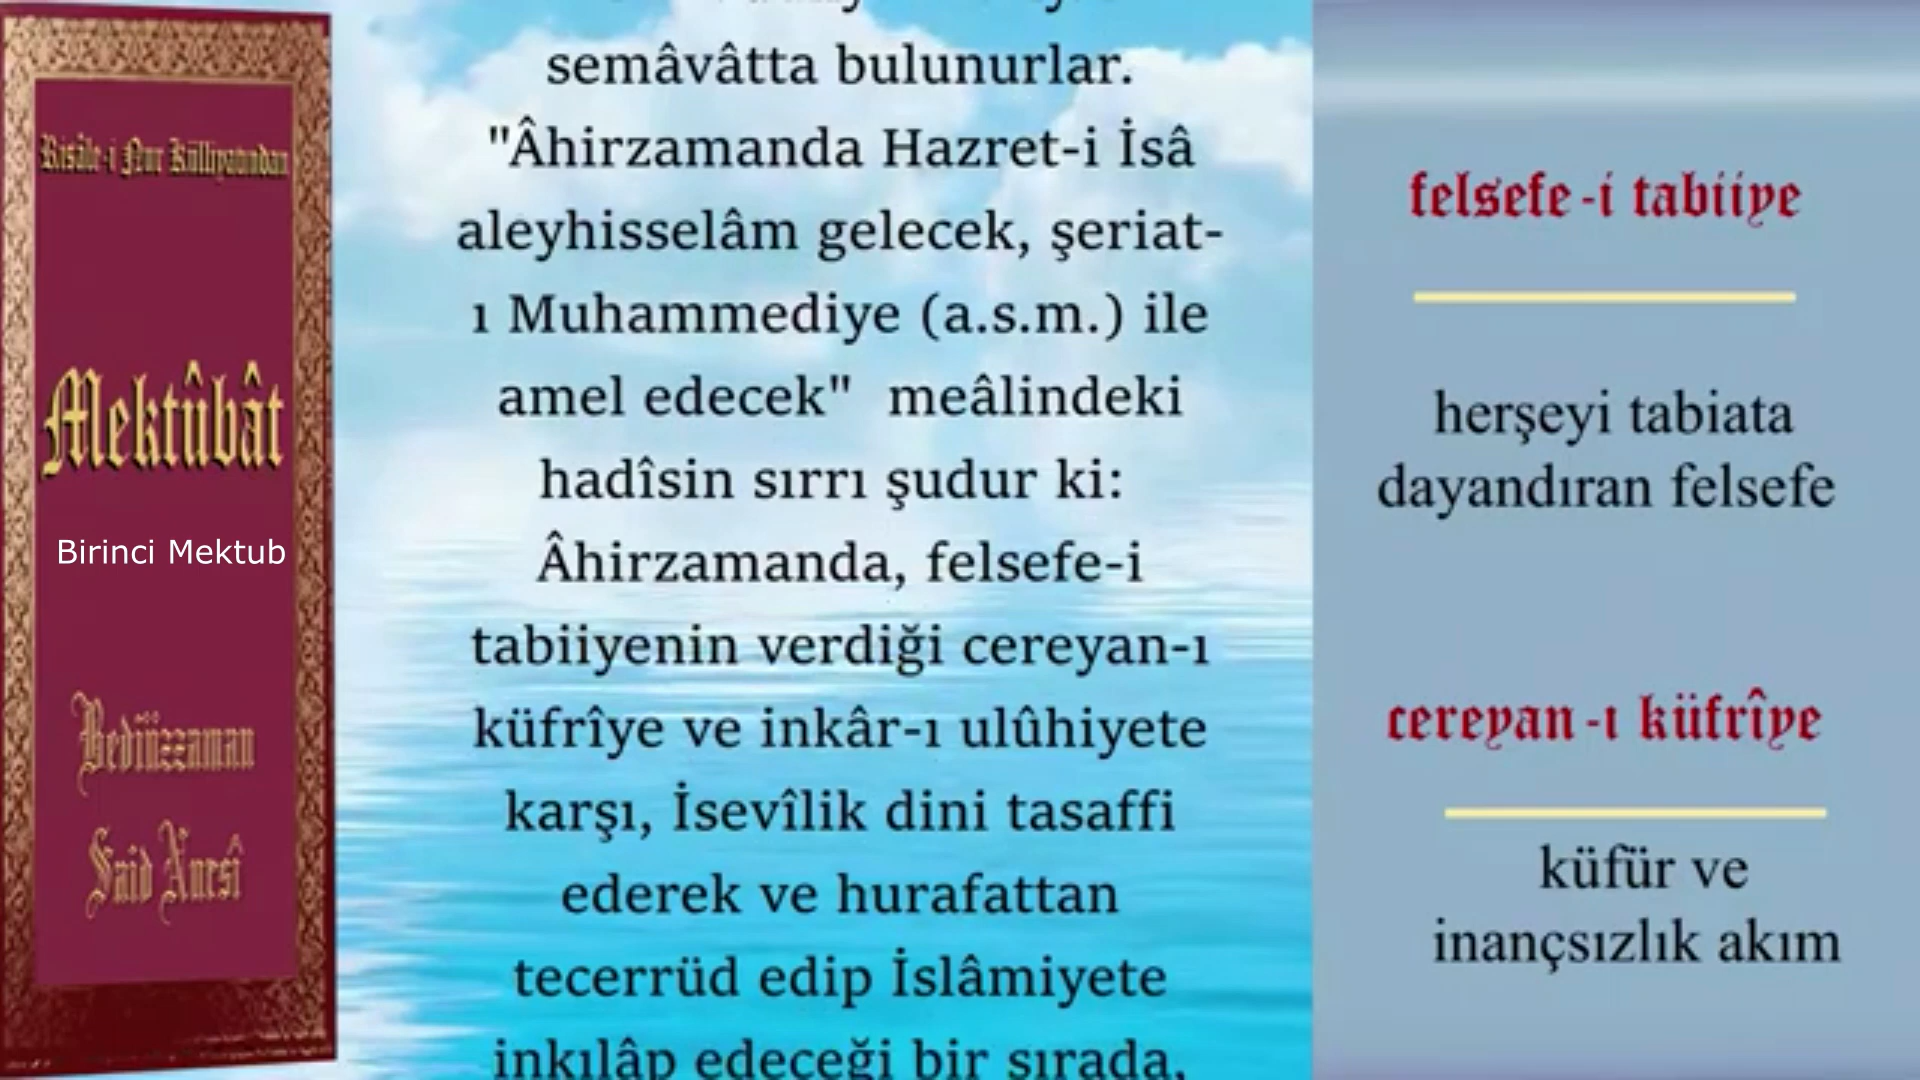 Risâle-i Nur Külliyatından
Mektûbât
Birinci Mektub
Bediüzzaman
Said Nursî
semâvâtta bulunurlar.
"Âhirzamanda Hazret-i İsâ
aleyhisselâm gelecek, şeriat-
ı Muhammediye (a.s.m.) ile
amel edecek" meâlindeki
hadîsin sırrı şudur ki:
Âhirzamanda, felsefe-i
tabiiyenin verdiği cereyan-ı
küfrîye ve inkâr-ı ulûhiyete
karşı, İsevîlik dini tasaffi
ederek ve hurafattan
tecerrüd edip İslâmiyete
inkılâp edeceği bir sırada,
felsefe-i tabiiye
herşeyi tabiata
dayandıran felsefe
cereyan-ı küfrîye
küfür ve
inançsızlık akım